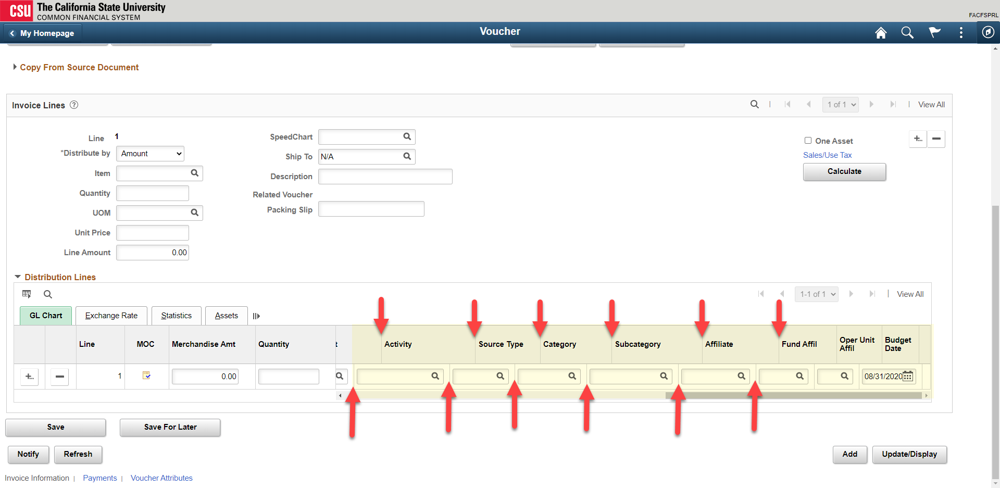 CSU The California State University
COMMON FINANCIAL SYSTEM
FACFSPRL
My Homepage
Voucher
Copy From Source Document
Invoice Lines ?
1 of 1
View All
Line 1
*Distribute by Amount
Item
Quantity
UOM
Unit Price
Line Amount 0.00
SpeedChart
Ship To N/A
Description
Related Voucher
Packing Slip
One Asset
Sales/Use Tax
Calculate
Distribution Lines
1-1 of 1
View All
GL Chart Exchange Rate Statistics Assets
Line MOC Merchandise Amt Quantity t Activity Source Type Category Subcategory Affiliate Fund Affil Oper Unit Affil Budget Date
1 0.00 08/31/2020
Save Save For Later
Notify Refresh Add Update/Display
Invoice Information | Payments | Voucher Attributes